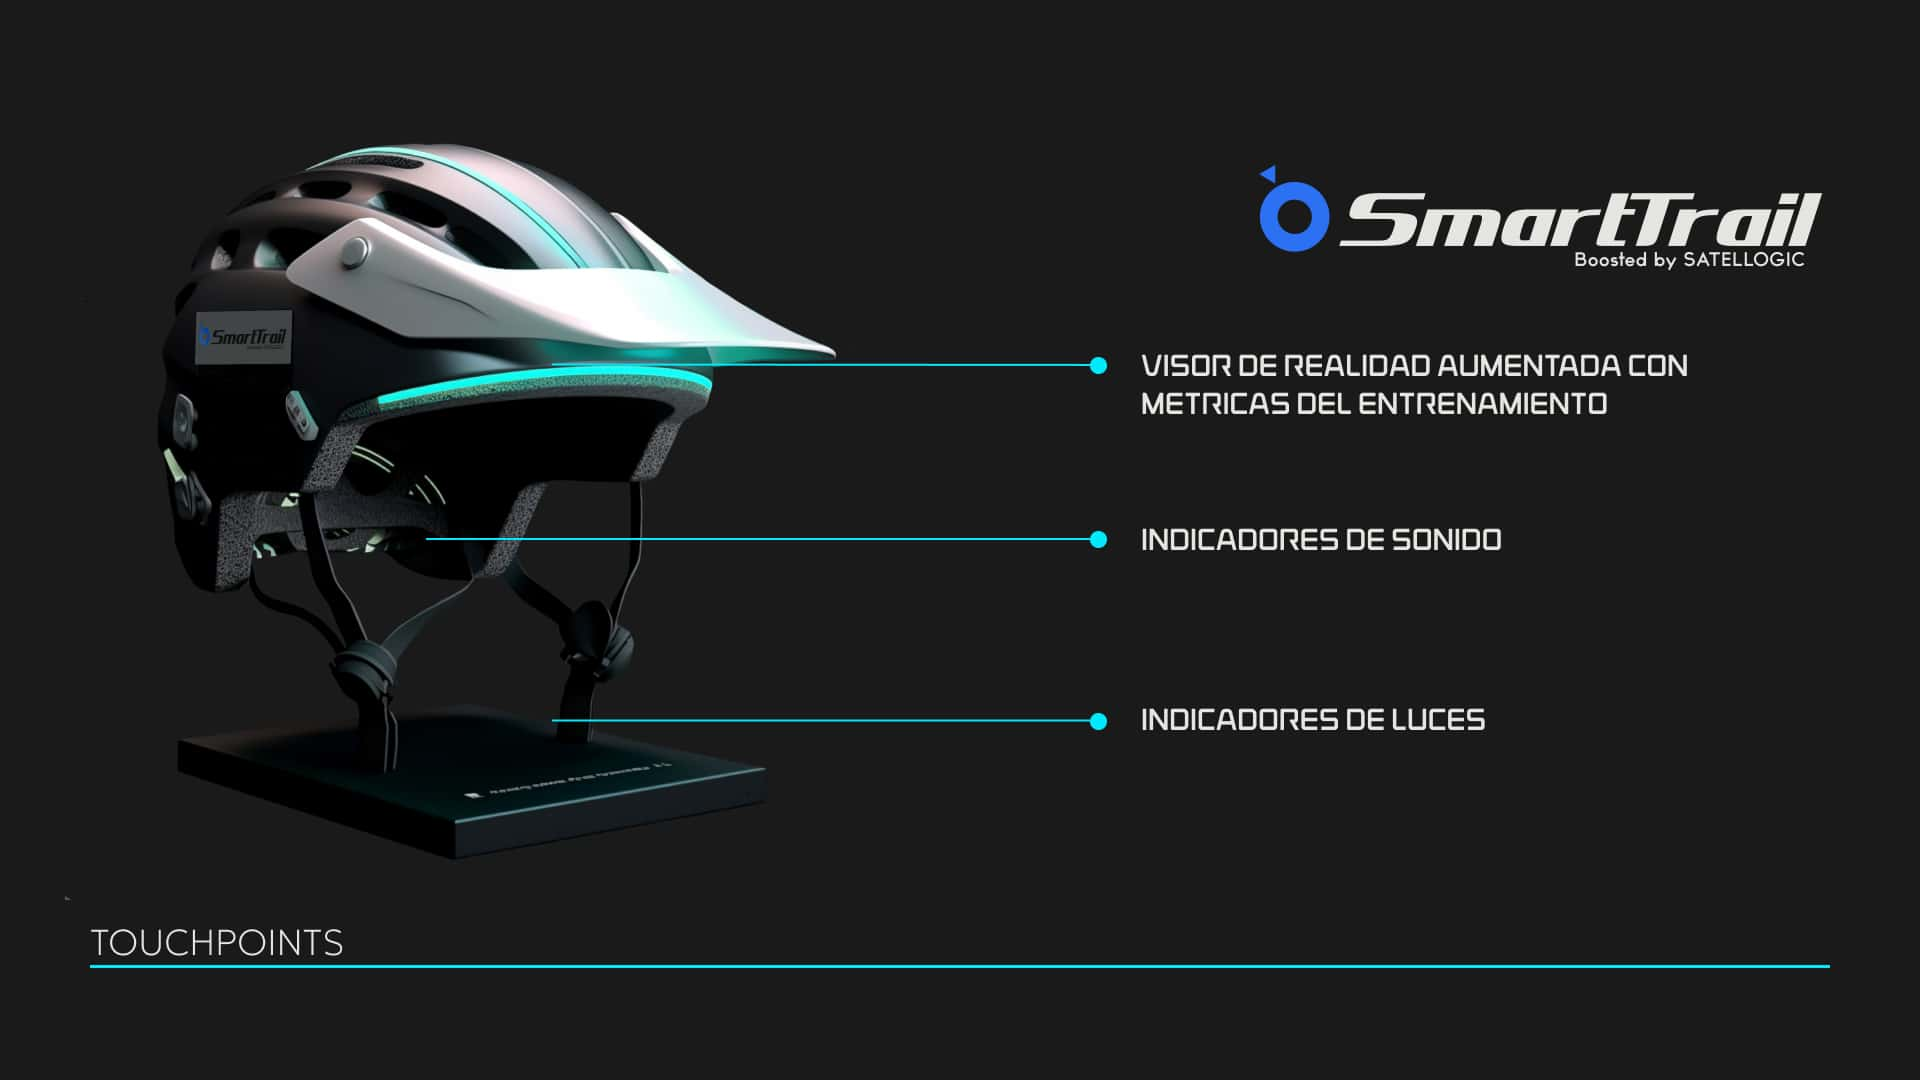 SmartTrail
Boosted by SATELLOGIC
SmartTrail
VISOR DE REALIDAD AUMENTADA CON
METRICAS DEL ENTRENAMIENTO
INDICADORES DE SONIDO
INDICADORES DE LUCES
TOUCHPOINTS